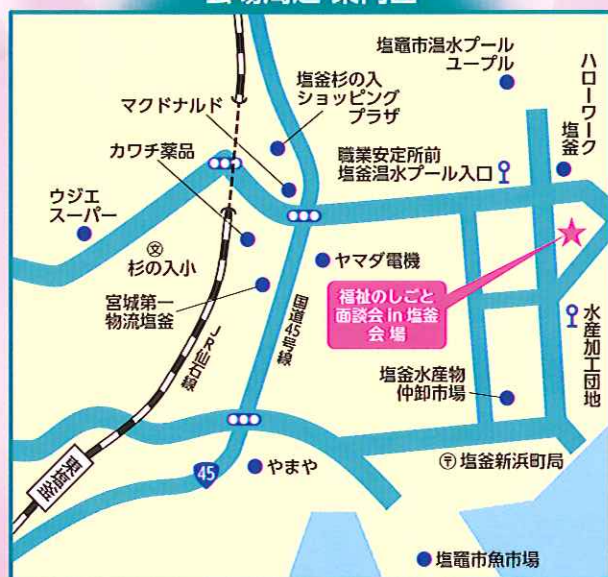 塩竈市温水プール
ユープル
ハローワーク
塩釜
塩釜杉の入
ショッピング
プラザ
マクドナルド
カワチ薬品
職業安定所前
塩釜温水プール入口
ウジエ
スーパー
文
杉の入小
ヤマダ電機
宮城第一
物流塩釜
国道45号線
JR仙石線
福祉のしごと
面談会 in 塩釜
会場
水産加工団地
塩釜水産物
仲卸市場
東塩釜
45
やまや
〒塩釜新浜町局
塩竈市魚市場